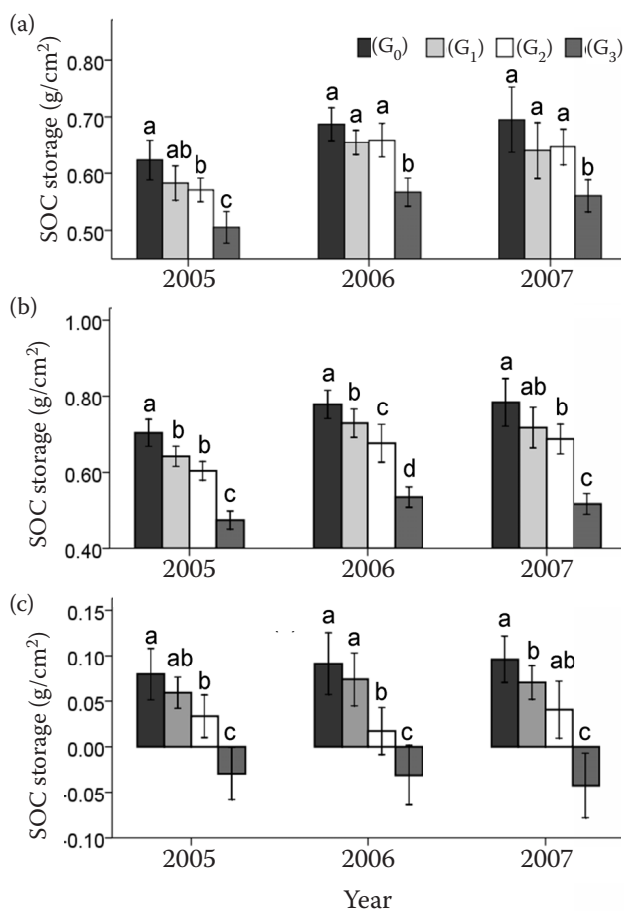 (a)
(G₀) (G₁) (G₂) (G₃)
SOC storage (g/cm²)
0.80
0.70
0.60
0.50
a ab b c
a a a b
a a a b
2005 2006 2007
(b)
SOC storage (g/cm²)
1.00
0.80
0.60
0.40
a b b c
a b c d
a ab b c
2005 2006 2007
(c)
SOC storage (g/cm²)
0.15
0.10
0.05
0.00
-0.05
-0.10
a ab b c
a a b c
a b ab c
2005 2006 2007
Year